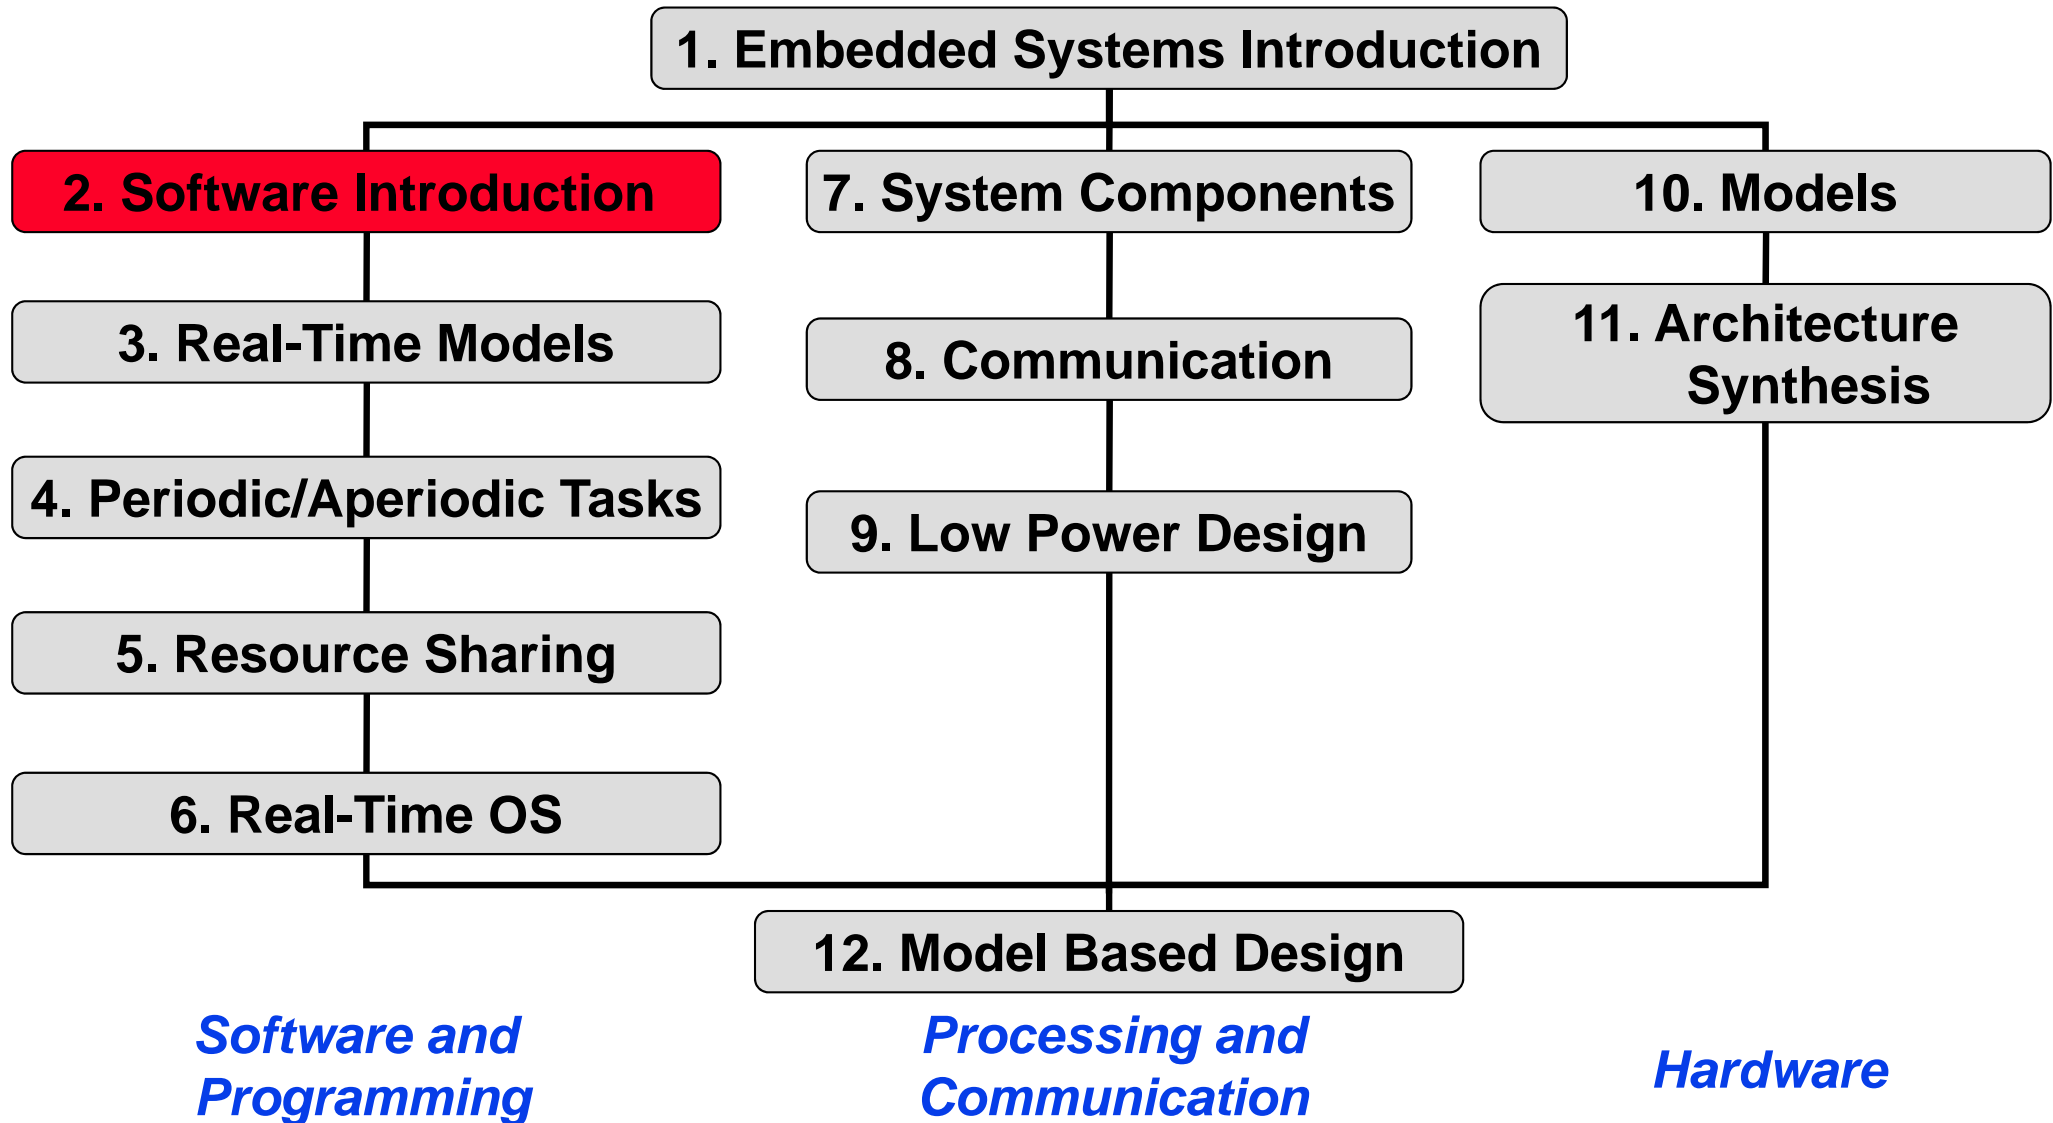 1. Embedded Systems Introduction
2. Software Introduction
3. Real-Time Models
4. Periodic/Aperiodic Tasks
5. Resource Sharing
6. Real-Time OS
7. System Components
8. Communication
9. Low Power Design
10. Models
11. Architecture
Synthesis
12. Model Based Design
Software and
Programming
Processing and
Communication
Hardware